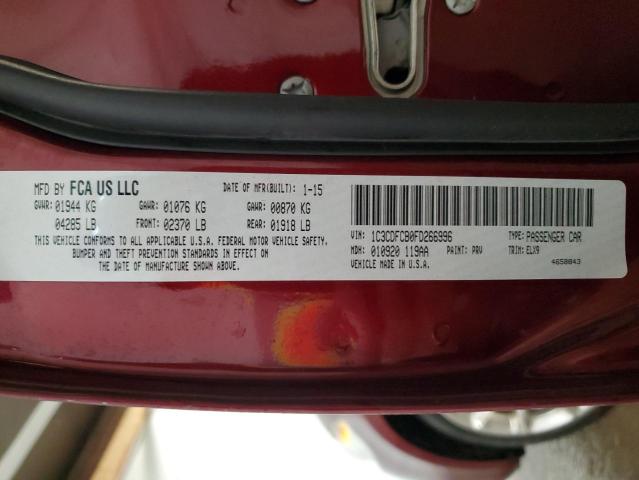 MFD BY FCA US LLC DATE OF MFR(BUILT): 1-15
GVWR: 01944 KG GAWR: 01076 KG GAWR: 00870 KG
04285 LB FRONT: 02370 LB REAR: 01918 LB
THIS VEHICLE CONFORMS TO ALL APPLICABLE U.S.A. FEDERAL MOTOR VEHICLE SAFETY,
BUMPER AND THEFT PREVENTION STANDARDS IN EFFECT ON
THE DATE OF MANUFACTURE SHOWN ABOVE.
VIN: 1C3CDFCB0FD266996 TYPE: PASSENGER CAR
MDH: 010920 119AA PAINT: PRV TRIM: ELX9
VEHICLE MADE IN U.S.A. 4658843